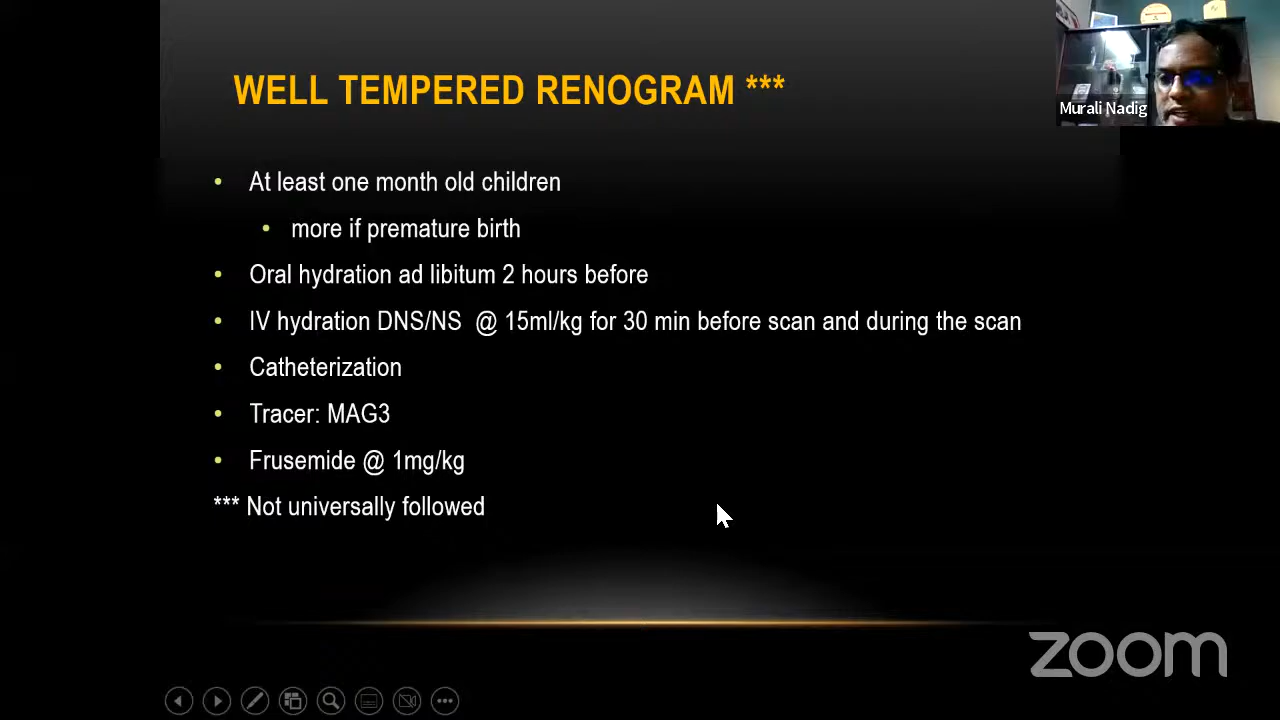 WELL TEMPERED RENOGRAM ***
Murali Nadig
• At least one month old children
• more if premature birth
• Oral hydration ad libitum 2 hours before
• IV hydration DNS/NS @ 15ml/kg for 30 min before scan and during the scan
• Catheterization
• Tracer: MAG3
• Frusemide @ 1mg/kg
*** Not universally followed
zoom